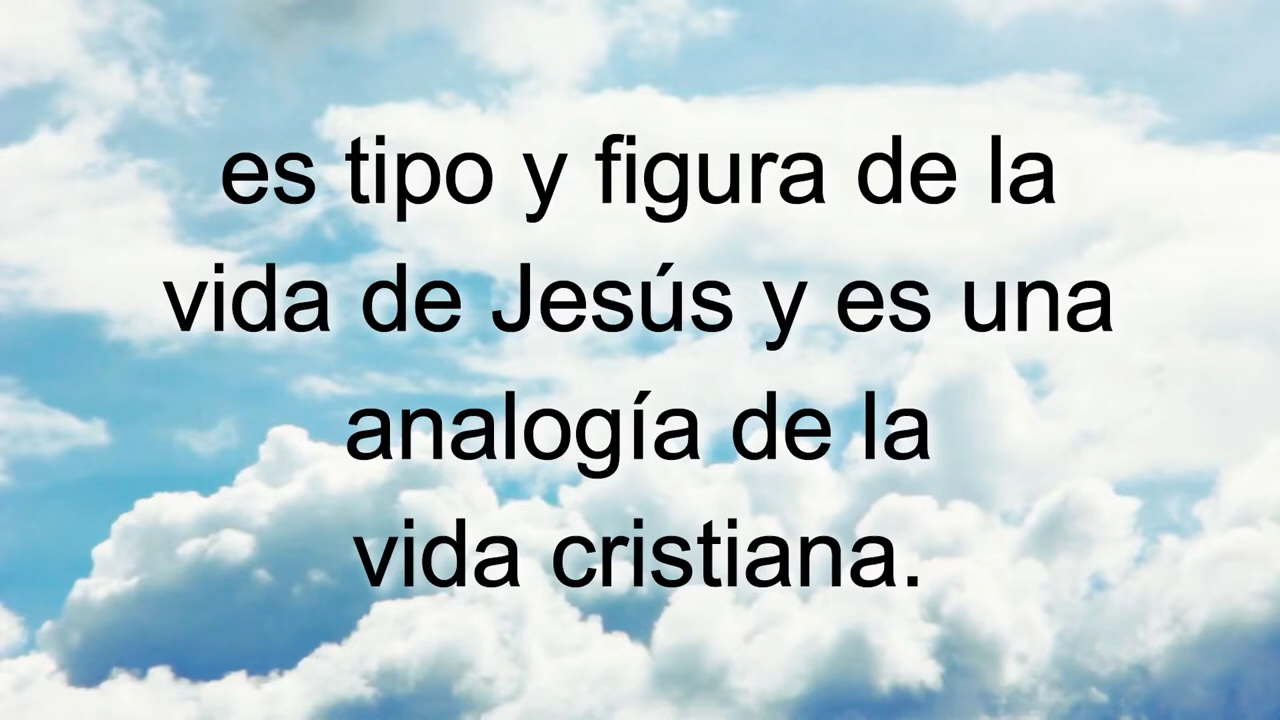 es tipo y figura de la
vida de Jesús y es una
analogía de la
vida cristiana.